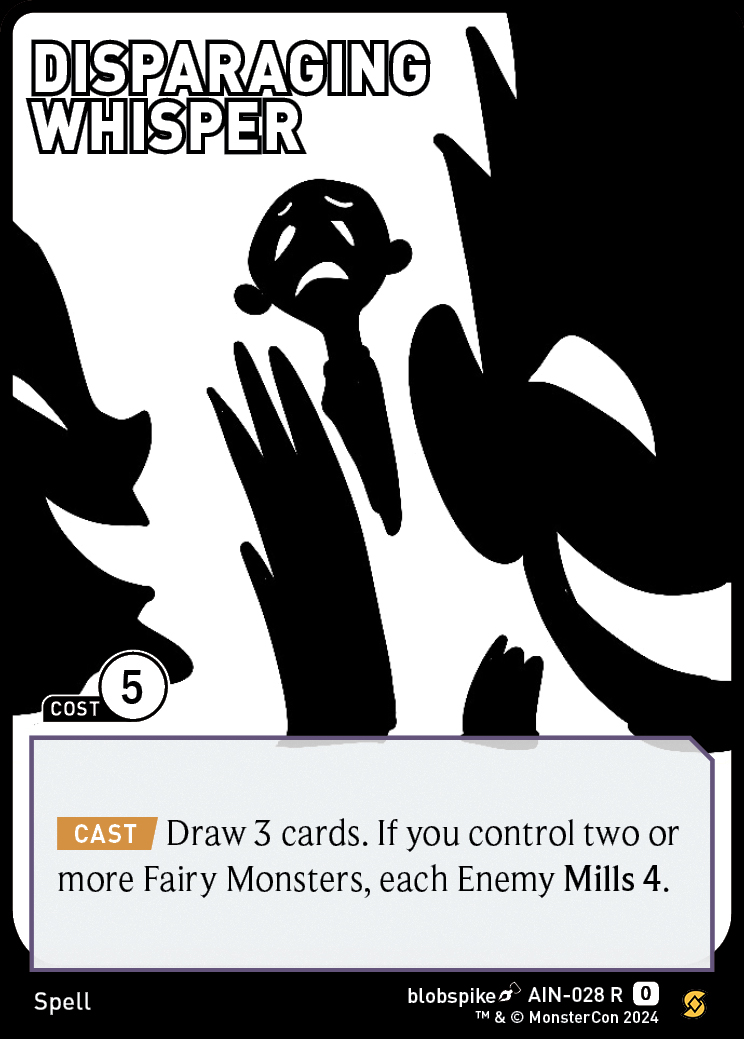 DISPARAGING
WHISPER
COST 5
CAST Draw 3 cards. If you control two or
more Fairy Monsters, each Enemy Mills 4.
Spell
blobspike AIN-028 R 0
™ & © MonsterCon 2024